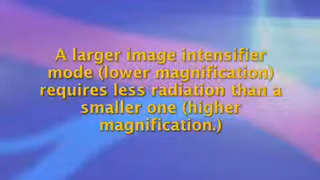 A larger image intensifier
mode (lower magnification)
requires less radiation than a
smaller one (higher
magnification.)